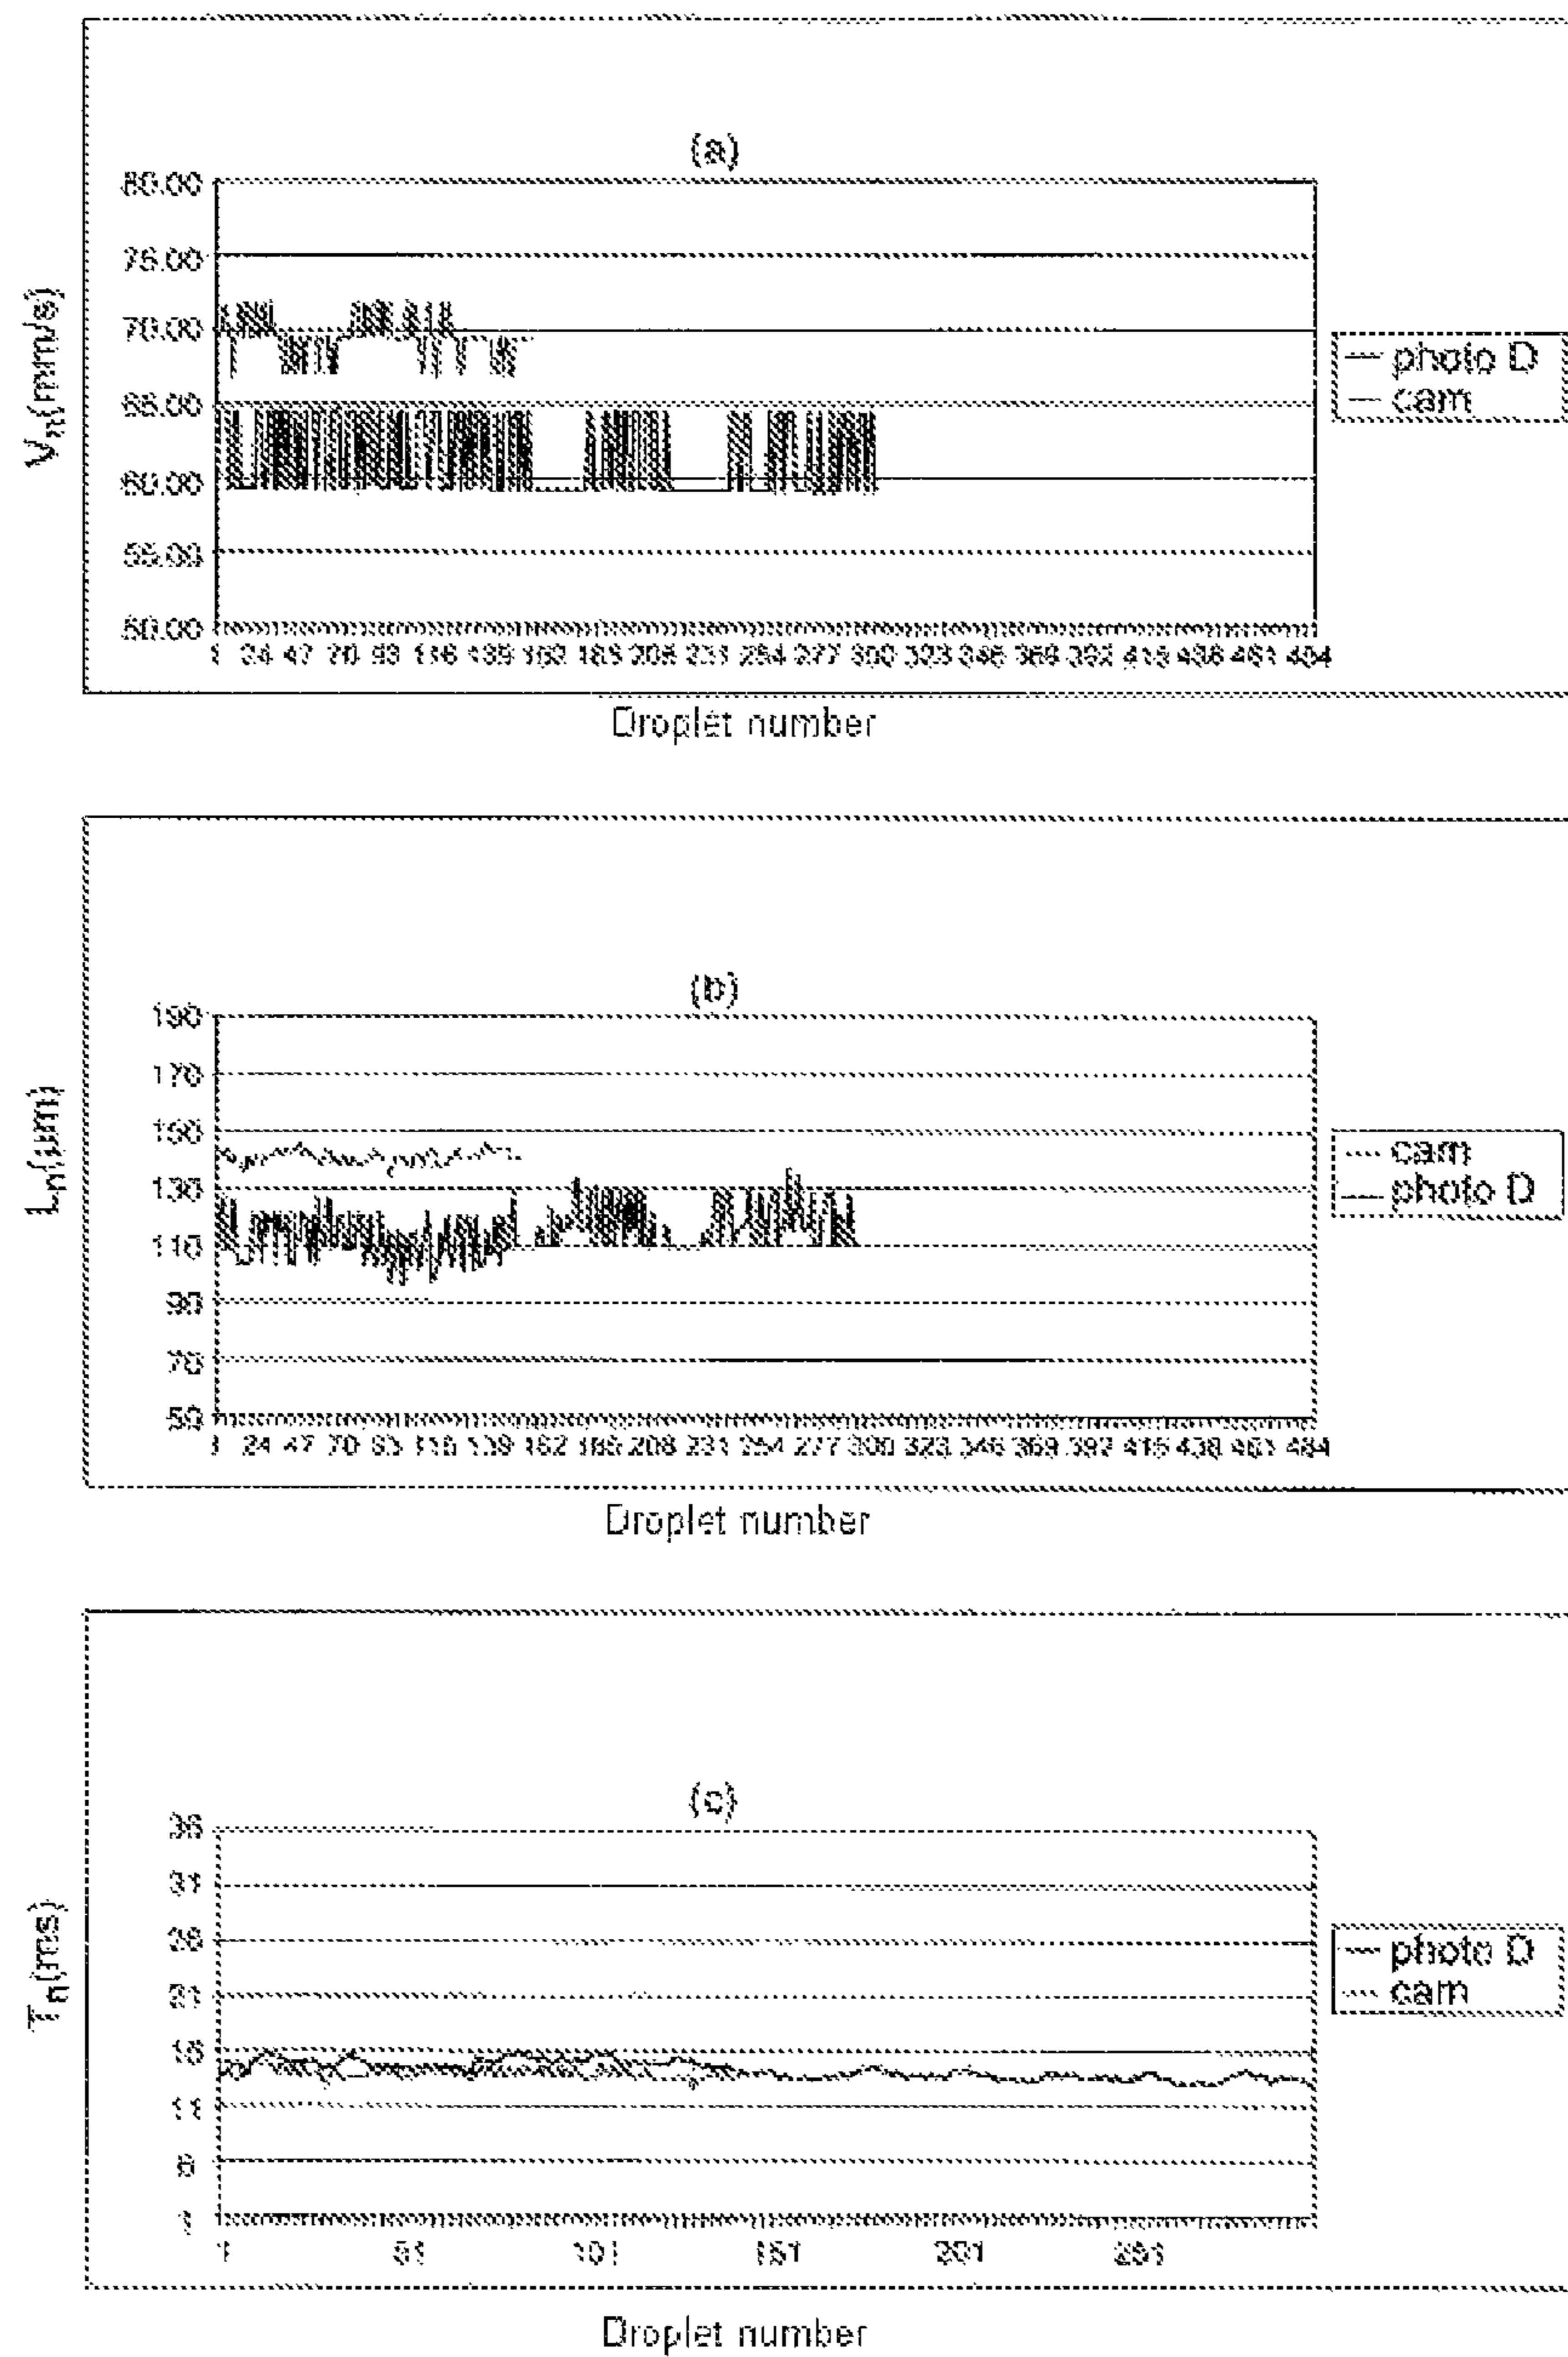 (a)
80.00
75.00
70.00
65.00
60.00
55.00
50.00
Vn(mm/s)
1 24 47 70 93 116 139 162 185 208 231 254 277 300 323 346 369 392 415 438 461 484
Droplet number
photo D
cam
(b)
190
170
150
130
110
90
70
50
Ln(µm)
1 24 47 70 93 116 139 162 185 208 231 254 277 300 323 346 369 392 415 438 461 484
Droplet number
cam
photo D
(c)
36
31
26
21
16
11
6
1
Tn(ms)
1 51 101 151 201 251
Droplet number
photo D
cam